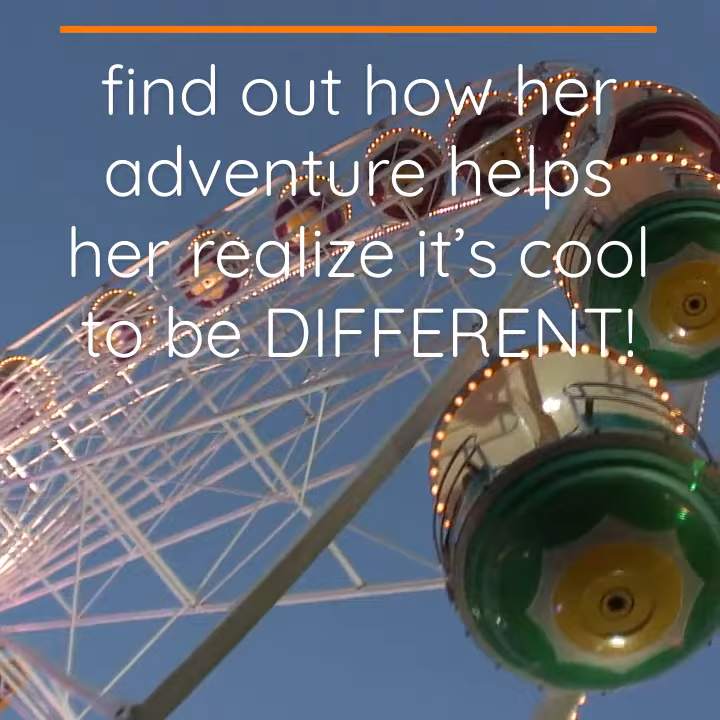 find out how her
adventure helps
her realize it’s cool
to be DIFFERENT!